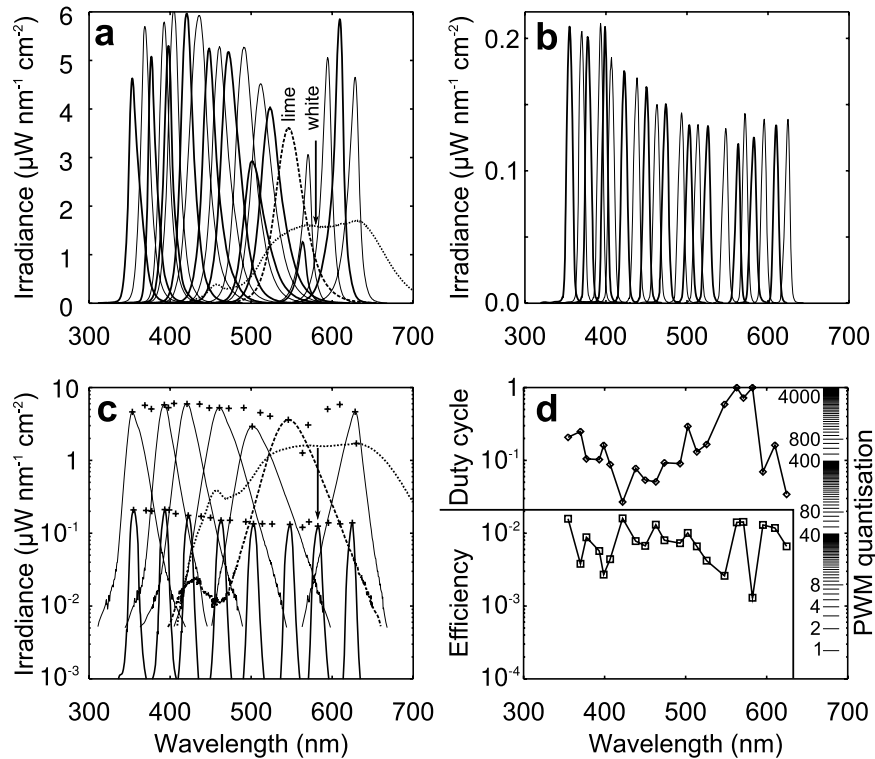 a
Irradiance (µW nm⁻¹ cm⁻²)
6
5
4
3
2
1
0
lime
white
300 400 500 600 700
b
Irradiance (µW nm⁻¹ cm⁻²)
0.2
0.1
0.0
300 400 500 600 700
c
Irradiance (µW nm⁻¹ cm⁻²)
10
1
10⁻¹
10⁻²
10⁻³
300 400 500 600 700
Wavelength (nm)
d
Duty cycle
1
10⁻¹
Efficiency
10⁻²
10⁻³
10⁻⁴
4000
800
400
80
40
8
4
2
1
PWM quantisation
300 400 500 600 700
Wavelength (nm)